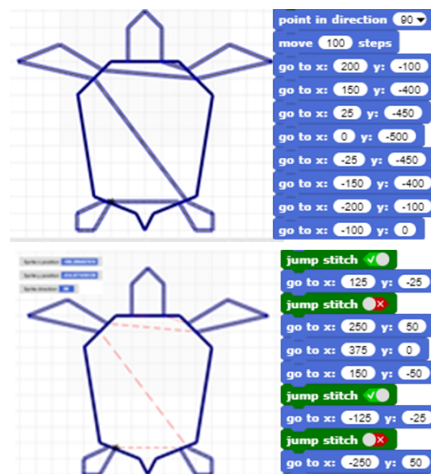 point in direction 90
move 100 steps
go to x: 200 y: -100
go to x: 150 y: -400
go to x: 25 y: -450
go to x: 0 y: -500
go to x: -25 y: -450
go to x: -150 y: -400
go to x: -200 y: -100
go to x: -100 y: 0
jump stitch
go to x: 125 y: -25
jump stitch
go to x: 250 y: 50
go to x: 375 y: 0
go to x: 150 y: -50
jump stitch
go to x: -125 y: -25
jump stitch
go to x: -250 y: 50